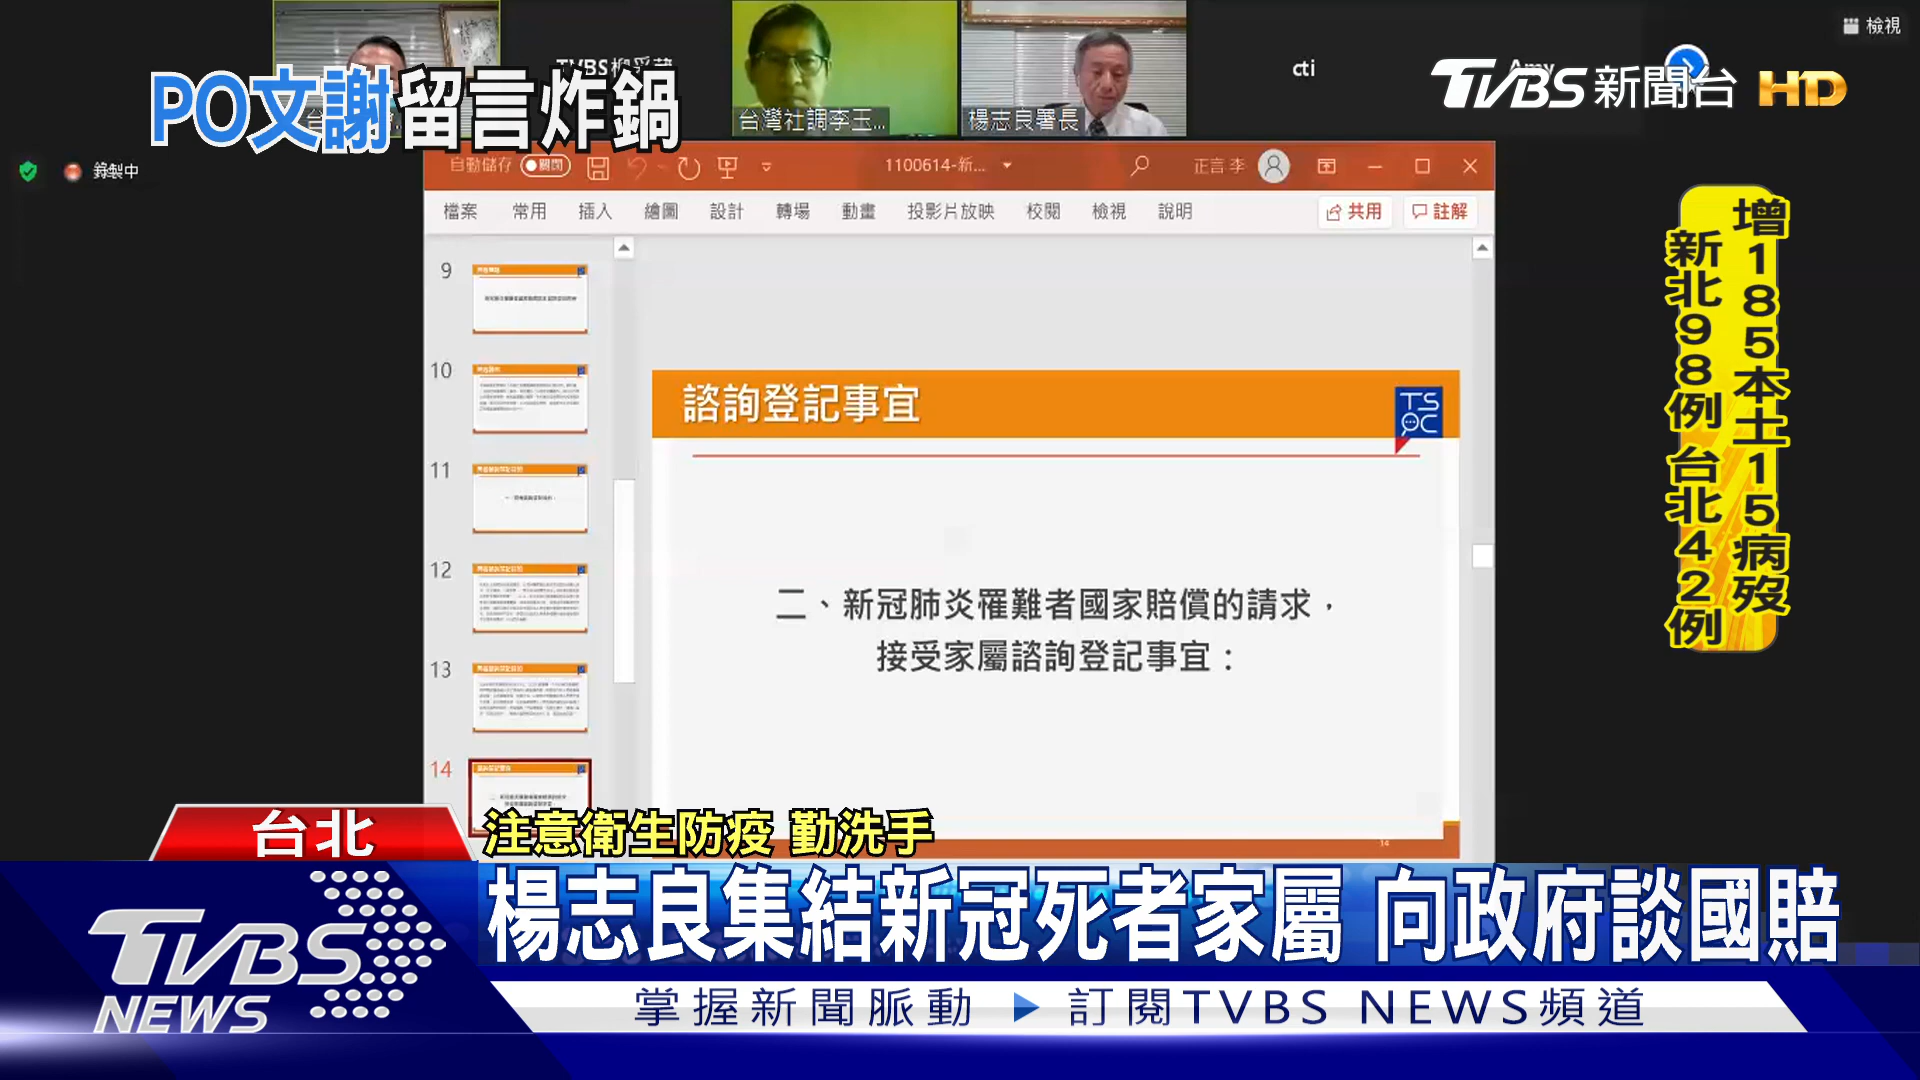 檢視
cti
台灣社調李玉...
楊志良署長
TVBS新聞台 HD
PO文謝 留言炸鍋
錄製中
自動儲存 關閉
1100614-新...
正言 李
檔案 常用 插入 繪圖 設計 轉場 動畫 投影片放映 校閱 檢視 說明
共用 註解
9
10
11
12
13
14
諮詢登記事宜
TSPC
二、新冠肺炎罹難者國家賠償的請求，
接受家屬諮詢登記事宜：
14
增185本土15病歿
新北98例 台北42例
台北
注意衛生防疫 勤洗手
楊志良集結新冠死者家屬 向政府談國賠
TVBS
NEWS
掌握新聞脈動 ▶ 訂閱TVBS NEWS頻道